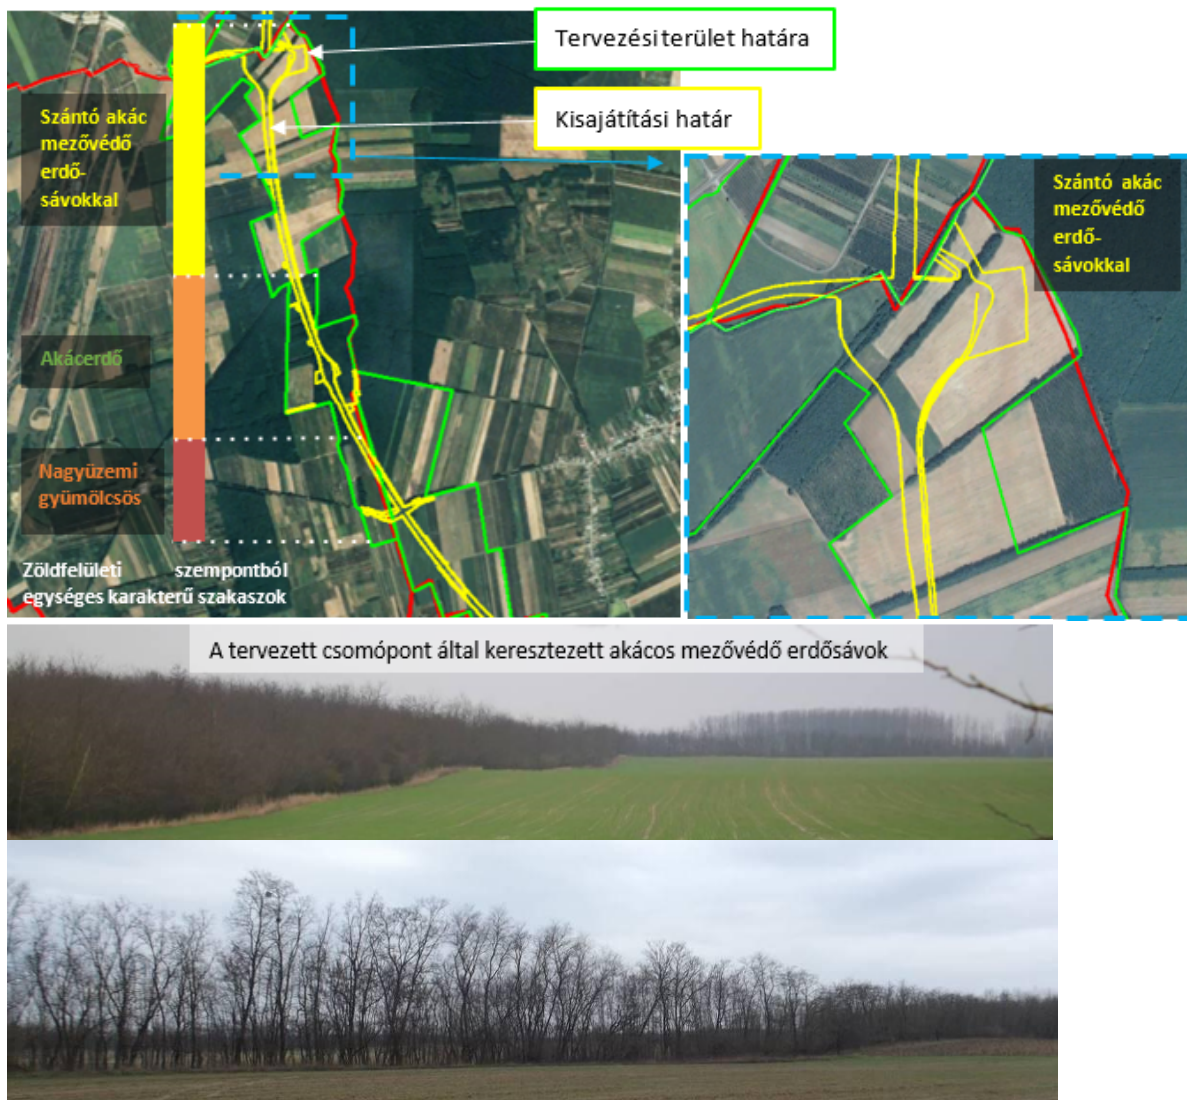 Tervezési terület határa
Kisajátítási határ
Szántó akác
mezővédő
erdő-
sávokkal
Szántó akác
mezővédő
erdő-
sávokkal
Akácerdő
Nagyüzemi
gyümölcsös
Zöldfelületi szempontból
egységes karakterű szakaszok
A tervezett csomópont által keresztezett akácos mezővédő erdősávok